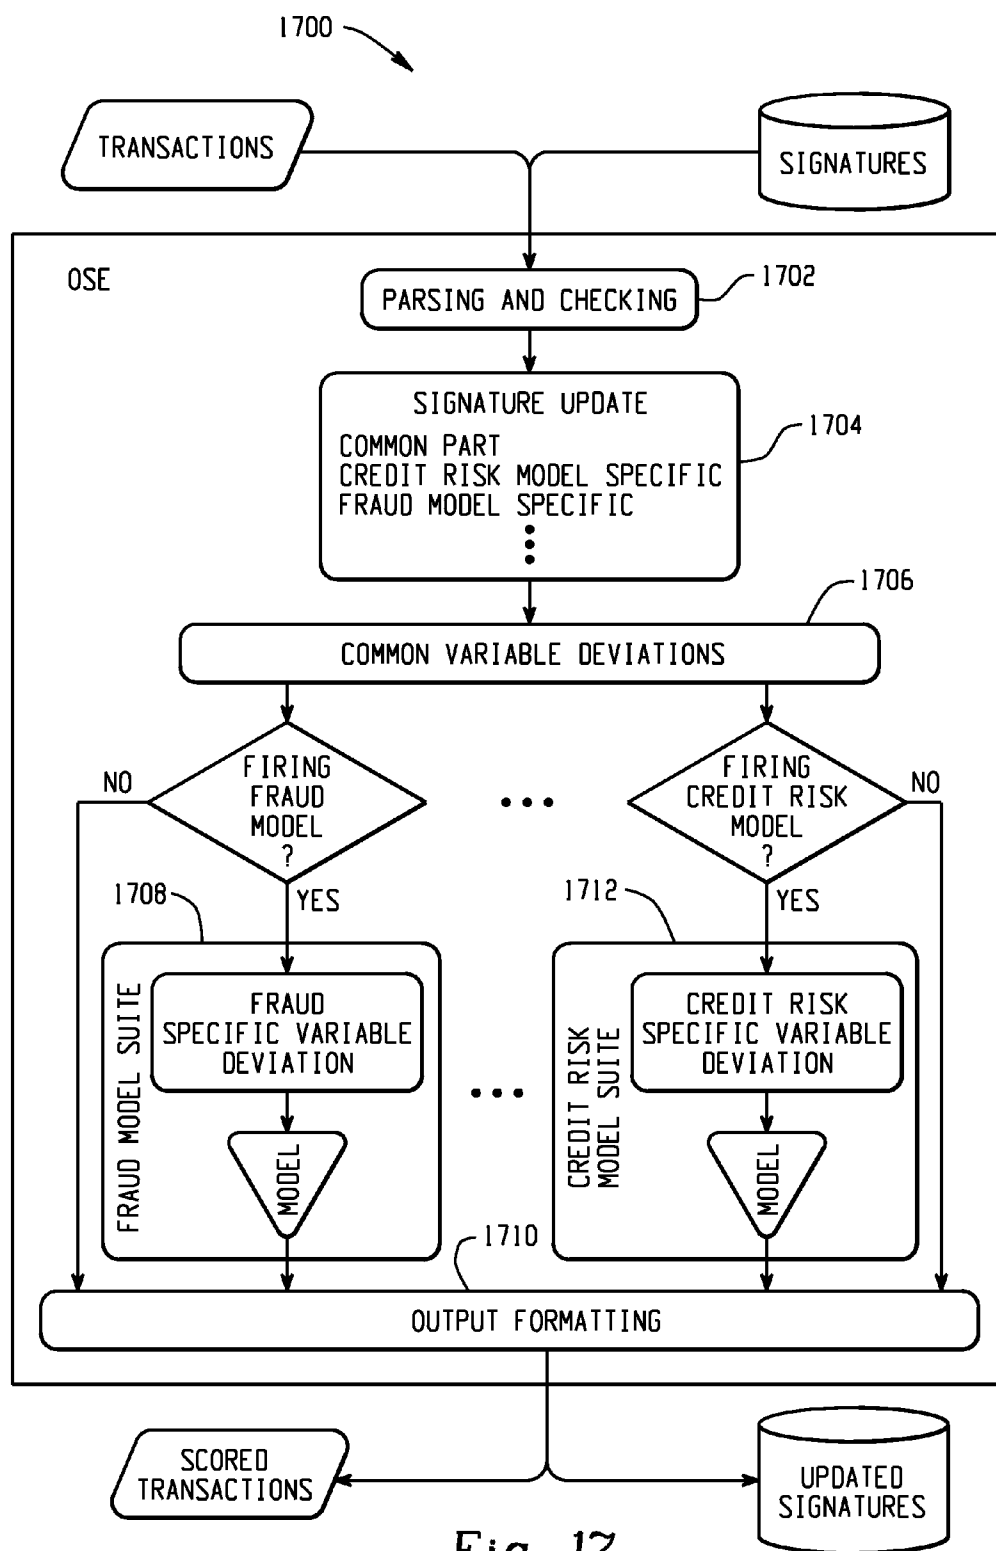 1700
TRANSACTIONS
SIGNATURES
OSE
PARSING AND CHECKING
1702
SIGNATURE UPDATE
COMMON PART
CREDIT RISK MODEL SPECIFIC
FRAUD MODEL SPECIFIC
1704
1706
COMMON VARIABLE DEVIATIONS
FIRING
FRAUD
MODEL
?
NO
YES
FIRING
CREDIT RISK
MODEL
?
NO
YES
1708
1712
FRAUD MODEL SUITE
FRAUD
SPECIFIC VARIABLE
DEVIATION
MODEL
CREDIT RISK
MODEL SUITE
CREDIT RISK
SPECIFIC VARIABLE
DEVIATION
MODEL
1710
OUTPUT FORMATTING
SCORED
TRANSACTIONS
UPDATED
SIGNATURES
Fig. 17